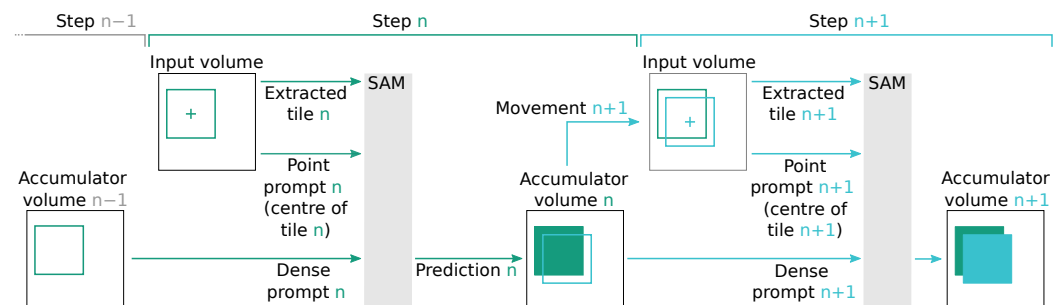 Step n−1
Step n
Step n+1
Input volume
SAM
Extracted
tile n
Point
prompt n
(centre of
tile n)
Accumulator
volume n−1
Dense
prompt n
Prediction n
Movement n+1
Accumulator
volume n
Input volume
SAM
Extracted
tile n+1
Point
prompt n+1
(centre of
tile n+1)
Dense
prompt n+1
Accumulator
volume n+1